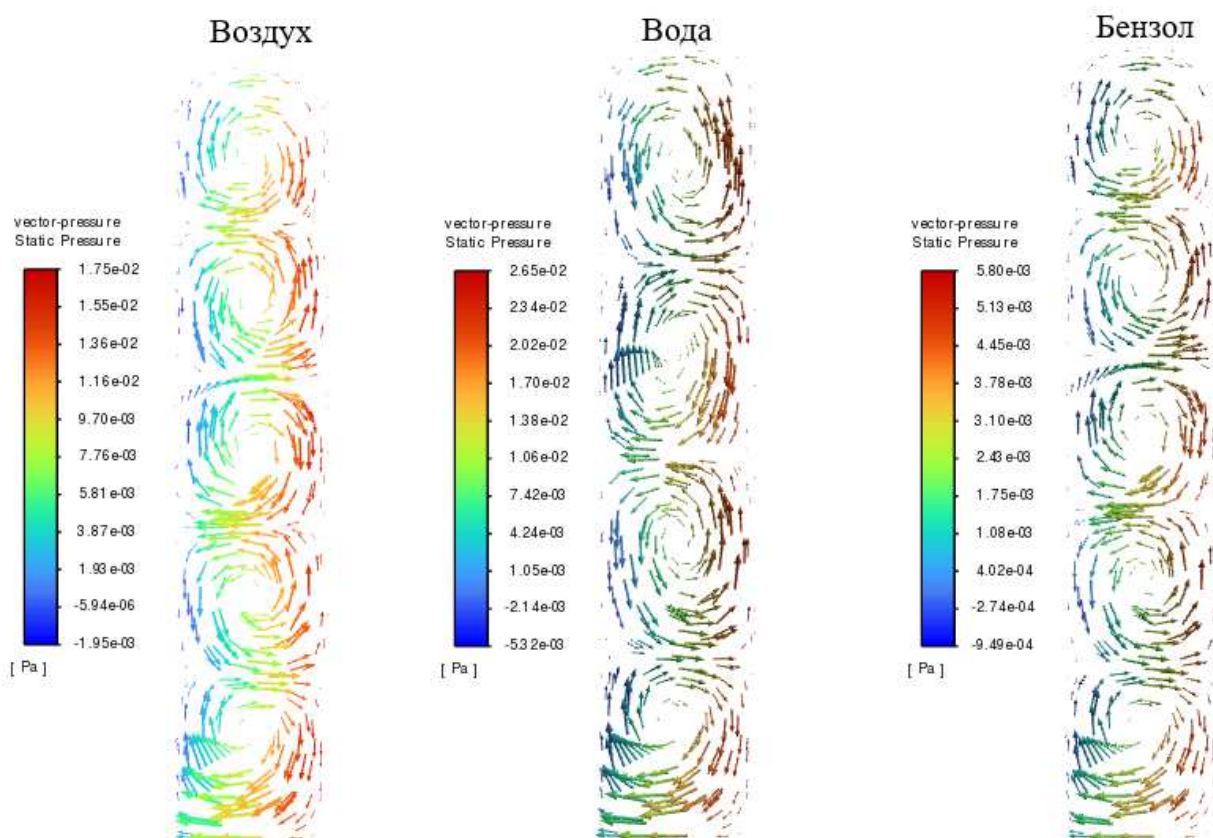 Воздух
vector-pressure
Static Pressure
1.75e-02
1.55e-02
1.36e-02
1.16e-02
9.70e-03
7.76e-03
5.81e-03
3.87e-03
1.93e-03
-5.94e-06
-1.95e-03
[ Pa ]
Вода
vector-pressure
Static Pressure
2.65e-02
2.34e-02
2.02e-02
1.70e-02
1.38e-02
1.06e-02
7.42e-03
4.24e-03
1.05e-03
-2.14e-03
-5.32e-03
[ Pa ]
Бензол
vector-pressure
Static Pressure
5.80e-03
5.13e-03
4.45e-03
3.78e-03
3.10e-03
2.43e-03
1.75e-03
1.08e-03
4.02e-04
-2.74e-04
-9.49e-04
[ Pa ]